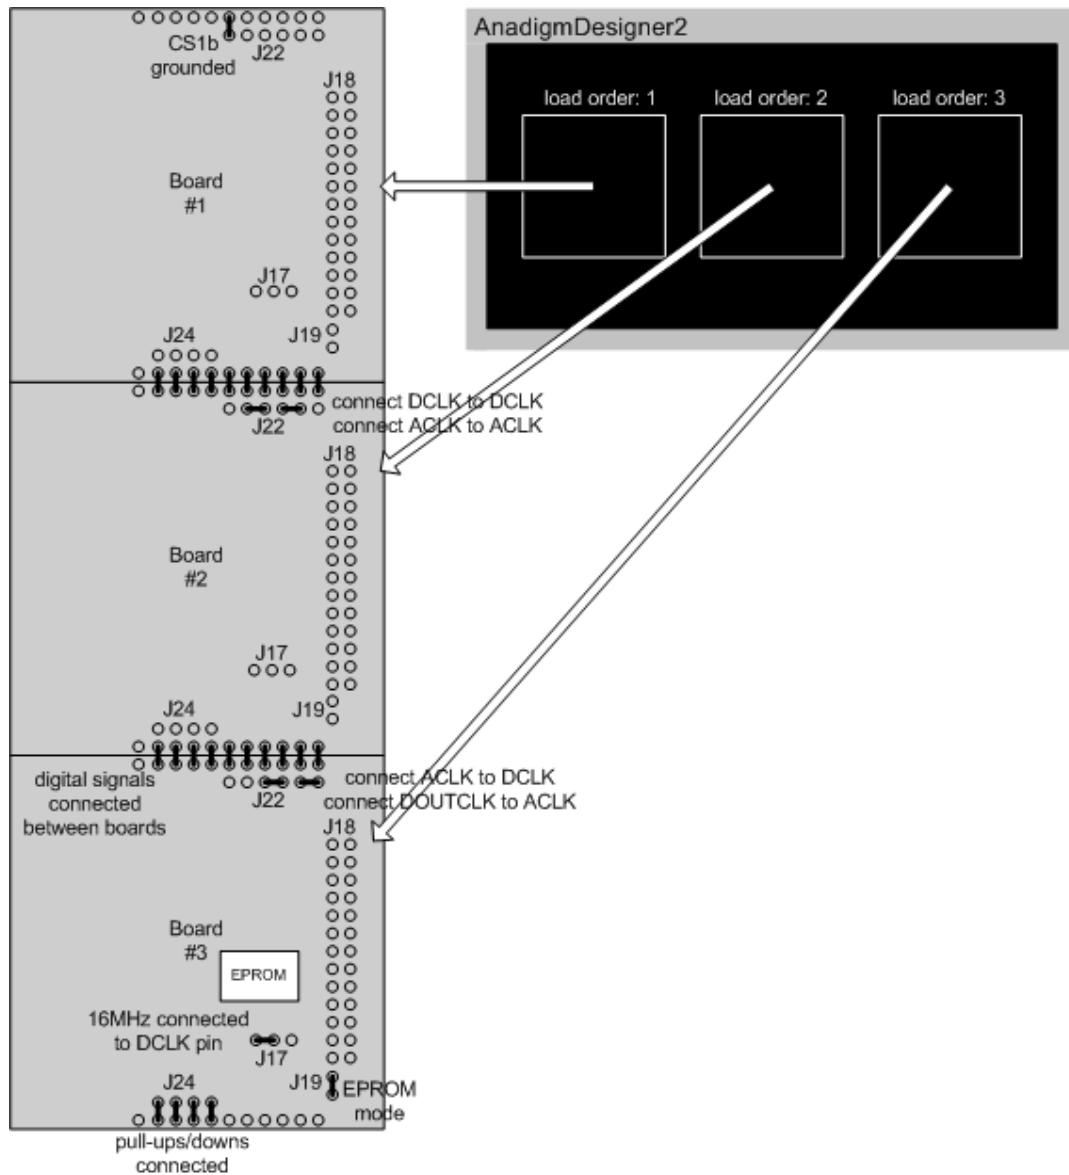 AnadigmDesigner2
load order: 1
load order: 2
load order: 3
CS1b
grounded
J22
J18
Board
#1
J17
J24
J19
connect DCLK to DCLK
connect ACLK to ACLK
J22
J18
Board
#2
J17
J24
J19
digital signals
connected
between boards
J22
connect ACLK to DCLK
connect DOUTCLK to ACLK
J18
Board
#3
EPROM
16MHz connected
to DCLK pin
J17
J24
J19
EPROM
mode
pull-ups/downs
connected